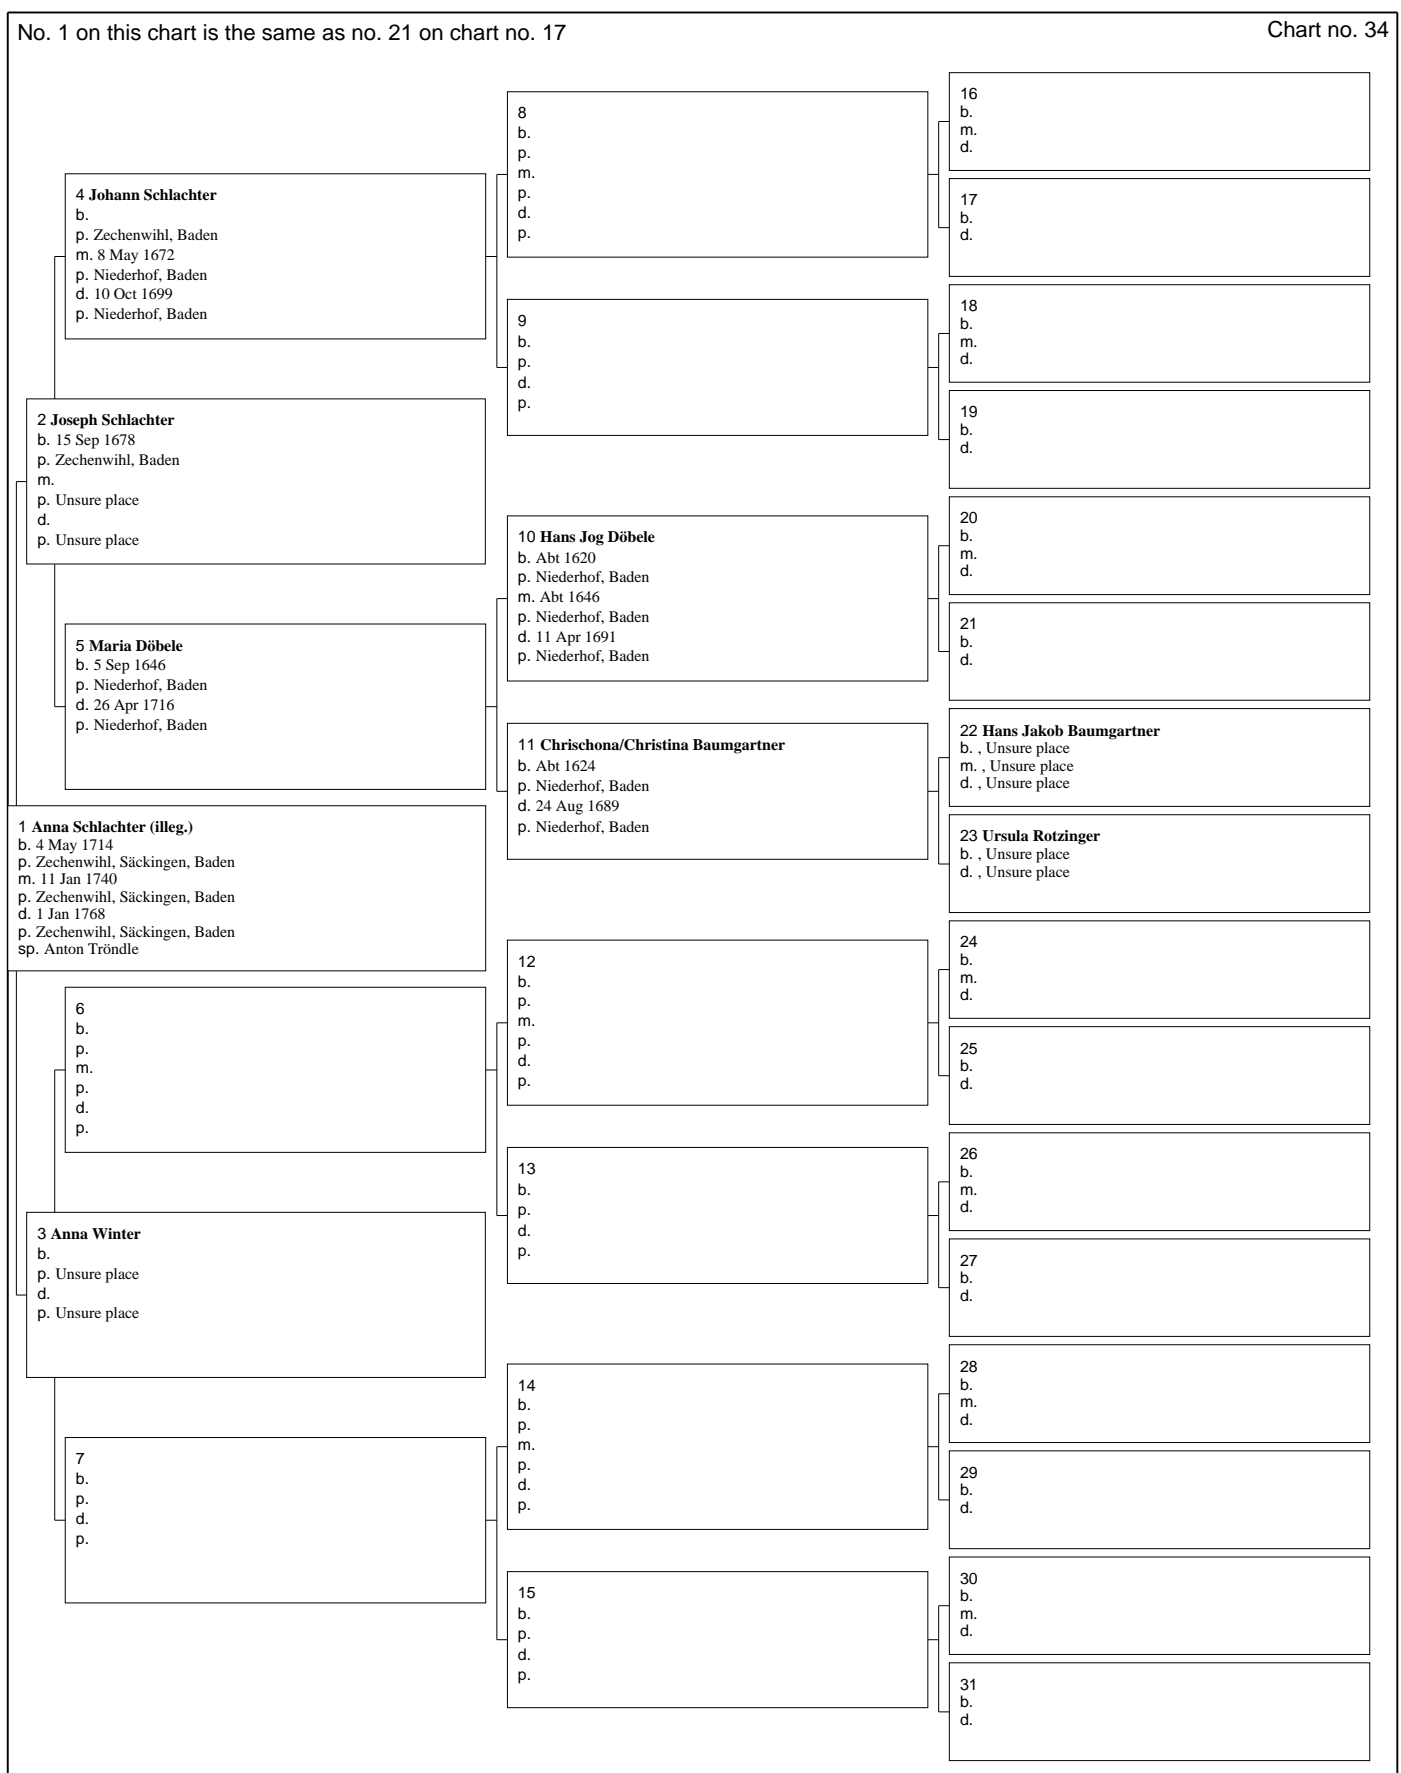 No. 1 on this chart is the same as no. 21 on chart no. 17
Chart no. 34
1 Anna Schlachter (illeg.)
b. 4 May 1714
p. Zechenwihl, Säckingen, Baden
m. 11 Jan 1740
p. Zechenwihl, Säckingen, Baden
d. 1 Jan 1768
p. Zechenwihl, Säckingen, Baden
sp. Anton Tröndle
2 Joseph Schlachter
b. 15 Sep 1678
p. Zechenwihl, Baden
m.
p. Unsure place
d.
p. Unsure place
3 Anna Winter
b.
p. Unsure place
d.
p. Unsure place
4 Johann Schlachter
b.
p. Zechenwihl, Baden
m. 8 May 1672
p. Niederhof, Baden
d. 10 Oct 1699
p. Niederhof, Baden
5 Maria Döbele
b. 5 Sep 1646
p. Niederhof, Baden
d. 26 Apr 1716
p. Niederhof, Baden
6
b.
p.
m.
p.
d.
p.
7
b.
p.
d.
p.
8
b.
p.
m.
p.
d.
p.
9
b.
p.
d.
p.
10 Hans Jog Döbele
b. Abt 1620
p. Niederhof, Baden
m. Abt 1646
p. Niederhof, Baden
d. 11 Apr 1691
p. Niederhof, Baden
11 Chrischona/Christina Baumgartner
b. Abt 1624
p. Niederhof, Baden
d. 24 Aug 1689
p. Niederhof, Baden
12
b.
p.
m.
p.
d.
p.
13
b.
p.
d.
p.
14
b.
p.
m.
p.
d.
p.
15
b.
p.
d.
p.
16
b.
m.
d.
17
b.
d.
18
b.
m.
d.
19
b.
d.
20
b.
m.
d.
21
b.
d.
22 Hans Jakob Baumgartner
b. , Unsure place
m. , Unsure place
d. , Unsure place
23 Ursula Rotzinger
b. , Unsure place
d. , Unsure place
24
b.
m.
d.
25
b.
d.
26
b.
m.
d.
27
b.
d.
28
b.
m.
d.
29
b.
d.
30
b.
m.
d.
31
b.
d.